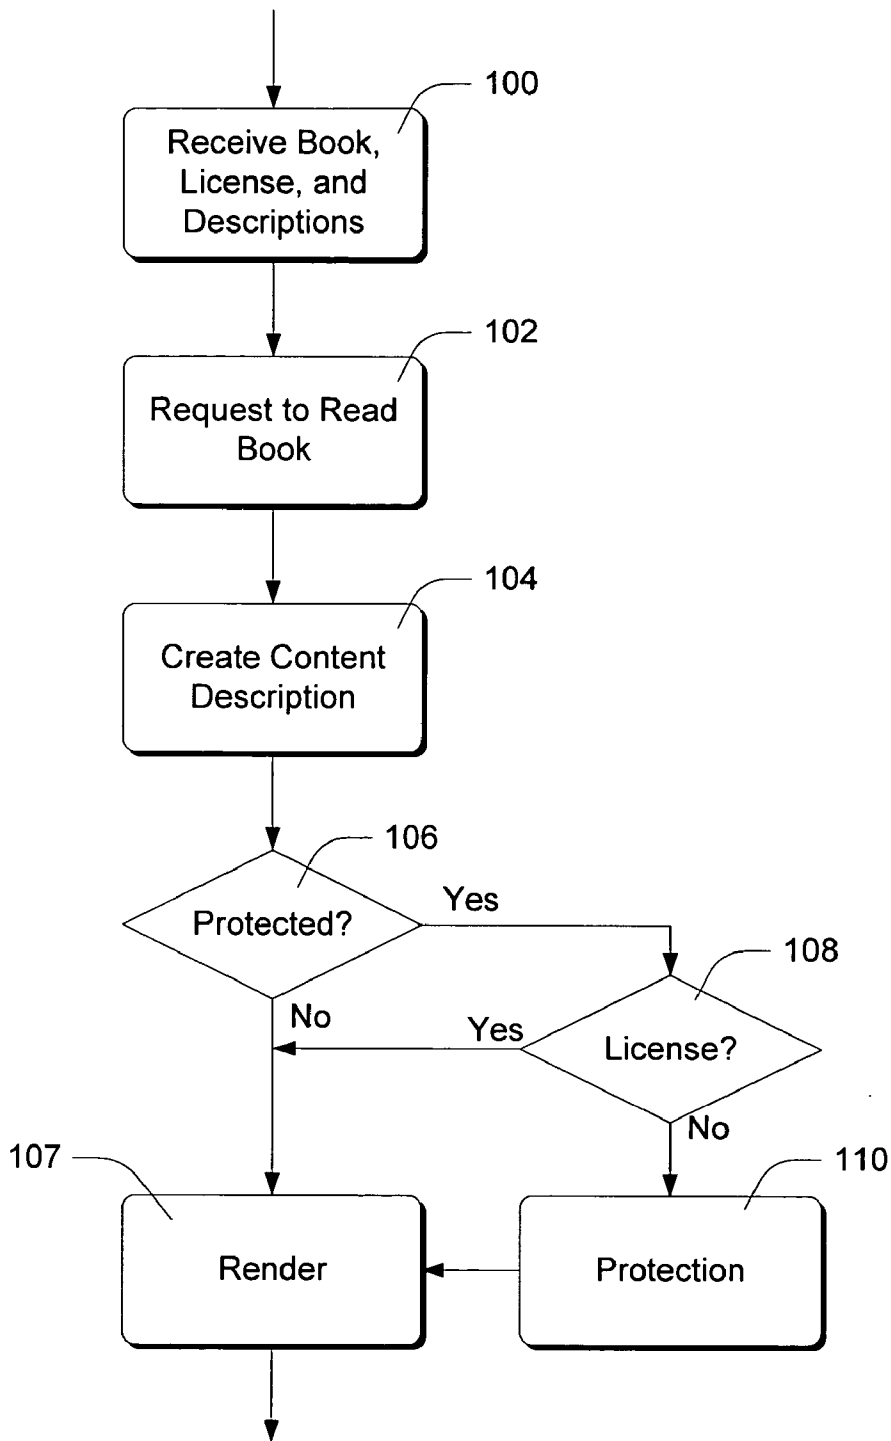 100
Receive Book,
License, and
Descriptions
102
Request to Read
Book
104
Create Content
Description
106
Protected?
Yes
108
No
Yes
License?
No
107
110
Render
Protection